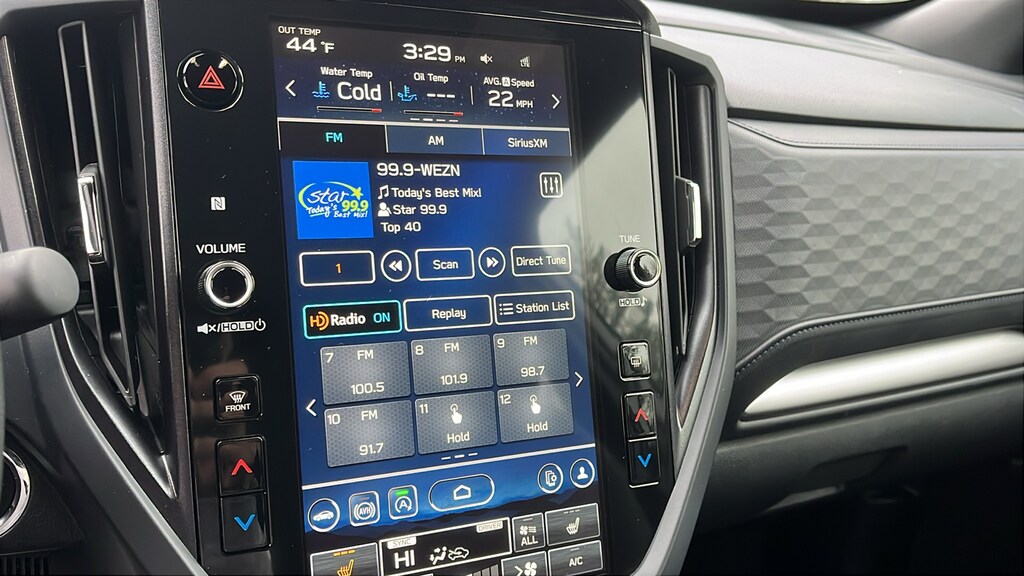 OUT TEMP
44 °F
3:29 PM
Water Temp
Cold
Oil Temp
---
AVG. A Speed
22 MPH
FM
AM
SiriusXM
star 99.9
Today's Best Mix!
99.9-WEZN
Today's Best Mix!
Star 99.9
Top 40
1
Scan
Direct Tune
HD Radio ON
Replay
Station List
7 FM 100.5
8 FM 101.9
9 FM 98.7
10 FM 91.7
11 Hold
12 Hold
VOLUME
/HOLD
TUNE
HOLD
FRONT
AVH
A
SYNC
DRIVER
HI
ALL
A/C